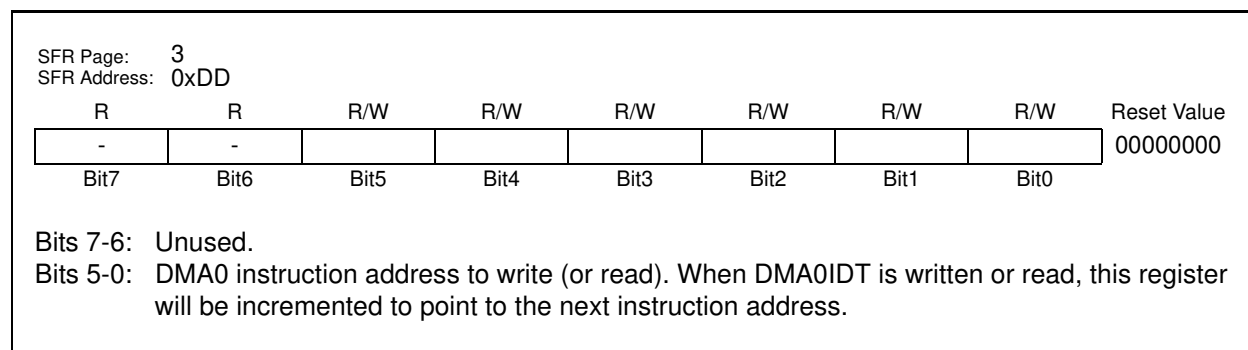 SFR Page: 3
SFR Address: 0xDD
R R R/W R/W R/W R/W R/W R/W Reset Value
- - 00000000
Bit7 Bit6 Bit5 Bit4 Bit3 Bit2 Bit1 Bit0
Bits 7-6: Unused.
Bits 5-0: DMA0 instruction address to write (or read). When DMA0IDT is written or read, this register
will be incremented to point to the next instruction address.